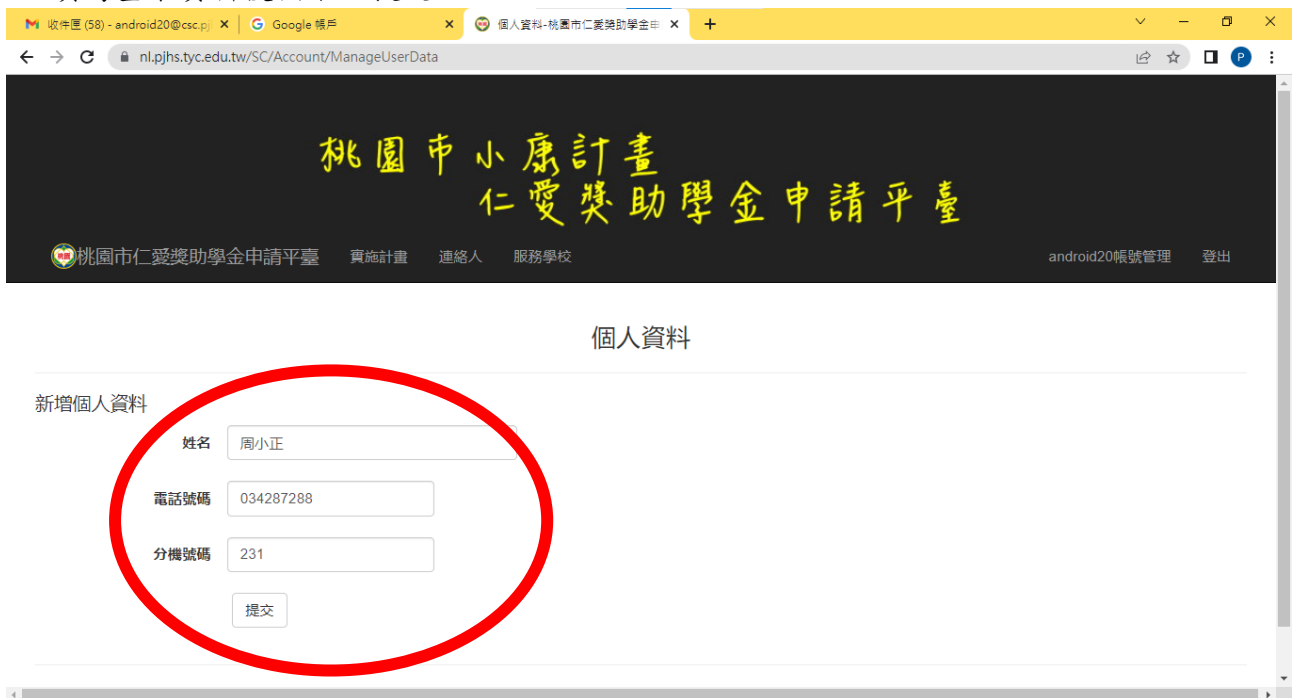 收件匣 (58) - android20@csc.pj
Google 帳戶
個人資料-桃園市仁愛獎助學金申
nl.pjhs.tyc.edu.tw/SC/Account/ManageUserData
P
桃園市小康計畫
仁愛獎助學金申請平臺
桃園市仁愛獎助學金申請平臺 實施計畫 連絡人 服務學校 android20帳號管理 登出
個人資料
新增個人資料
姓名 周小正
電話號碼 034287288
分機號碼 231
提交